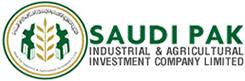 SAUDI PAK
INDUSTRIAL & AGRICULTURAL
INVESTMENT COMPANY LIMITED